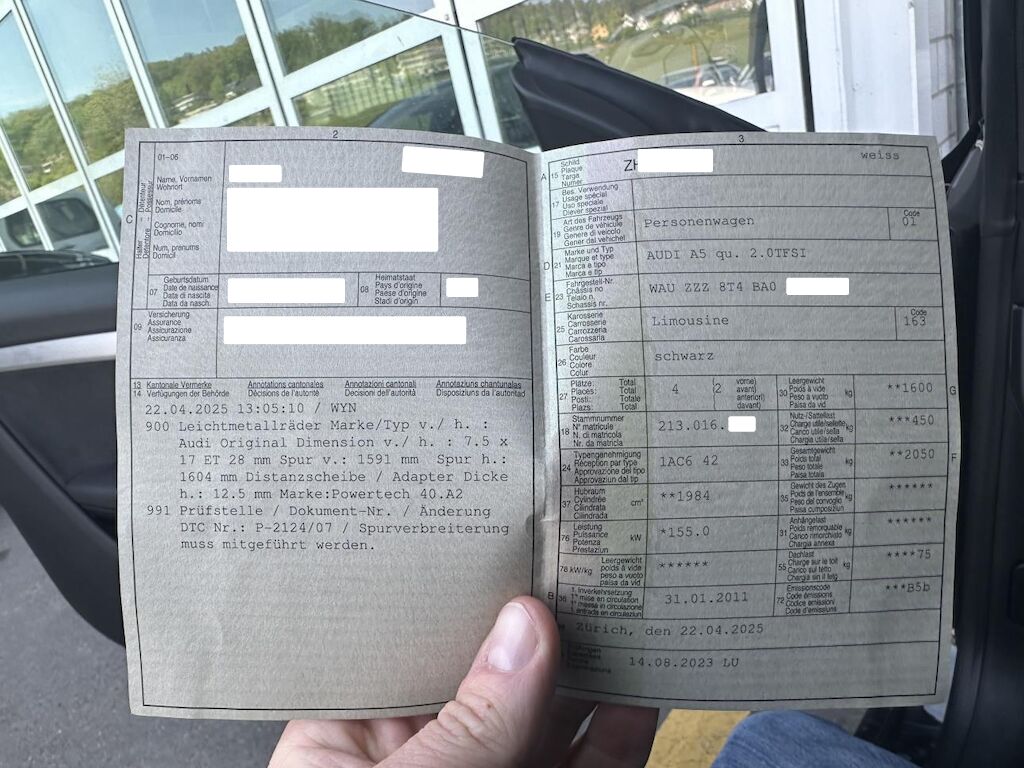 2
01-06
C
Halter Détenteur
Détentore Possessur
Name, Vornamen
Wohnort
Nom, prénoms
Domicile
Cognome, nomi
Domicilio
Num, prenums
Domicil
07
Geburtsdatum
Date de naissance
Data di nascita
Data da nasch.
08
Heimatstaat
Pays d'origine
Paese d'origine
Stadi d'origin
09
Versicherung
Assurance
Assicurazione
Assicuranza
13
14
Kantonale Vermerke
Verfügungen der Behörde
Annotations cantonales
Décisions de l'autorité
Annotazioni cantonali
Decisioni dell'autorità
Annotaziuns chantunalas
Disposiziuns da l'autoritad
22.04.2025 13:05:10 / WYN
900 Leichtmetallräder Marke/Typ v./ h. :
Audi Original Dimension v./ h. : 7.5 x
17 ET 28 mm Spur v.: 1591 mm Spur h.:
1604 mm Distanzscheibe / Adapter Dicke
h.: 12.5 mm Marke:Powertech 40.A2
991 Prüfstelle / Dokument-Nr. / Änderung
DTC Nr.: P-2124/07 / Spurverbreiterung
muss mitgeführt werden.
3
A
15
Schild
Plaque
Targa
Numer
ZH
weiss
17
Bes. Verwendung
Usage spécial
Uso speciale
Diever spezial
19
Art des Fahrzeugs
Genre de véhicule
Genere di veicolo
Gener dal vehichel
Personenwagen
Code
01
D
21
Marke und Typ
Marque et type
Marca e tipo
Marca e tip
AUDI A5 qu. 2.0TFSI
E
23
Fahrgestell-Nr.
Châssis no
Telaio n.
Schassis nr.
WAU ZZZ 8T4 BA0
25
Karosserie
Carrosserie
Carrozzeria
Carossaria
Limousine
Code
163
26
Farbe
Couleur
Colore
Colur
schwarz
27
Plätze: Total
Places: Total
Posti: Totale
Plazs: Total
4
(2
vorne)
avant)
anteriori)
davant)
30
Leergewicht
Poids à vide
Peso a vuoto
Paisa da vid
kg
**1600
G
18
Stammnummer
N° matricule
N. di matricola
Nr. da matricla
213.016.
32
Nutz-/Sattellast
Charge utile/sellette
Carico utile/sella
Chargia utila/sella
kg
***450
24
Typengenehmigung
Réception par type
Approvazione del tipo
Approvaziun dal tip
1AC6 42
33
Gesamtgewicht
Poids total
Peso totale
Paisa totala
kg
**2050
F
37
Hubraum
Cylindrée
Cilindrata
Cilindrada
cm³
**1984
35
Gewicht des Zuges
Poids de l'ensemble
Peso del convoglio
Paisa cumposiziun
kg
******
76
Leistung
Puissance
Potenza
Prestaziun
kW
*155.0
31
Anhängelast
Poids remorquable
Carico rimorchiato
Chargia annexa
kg
******
78 kW/kg
Leergewicht
poids à vide
peso a vuoto
paisa da vid
******
55
Dachlast
Charge sur le toit
Carico sul tetto
Chargia sin il tetg
kg
****75
B
36
1. Inverkehrsetzung
1re mise en circulation
1a messa in circolazione
1. entrada en circulaziun
31.01.2011
72
Emissionscode
Code émissions
Codice emissioni
Code d'emissiuns
***B5b
Zürich, den 22.04.2025
14.08.2023 LU